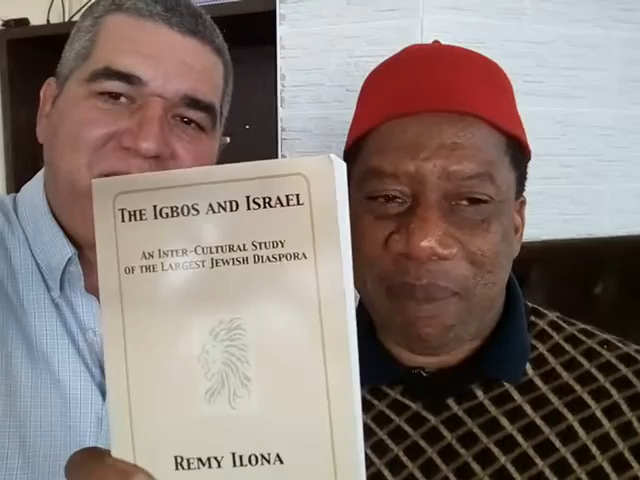 The Igbos and Israel
An Inter-Cultural Study
of the Largest Jewish Diaspora
Remy Ilona